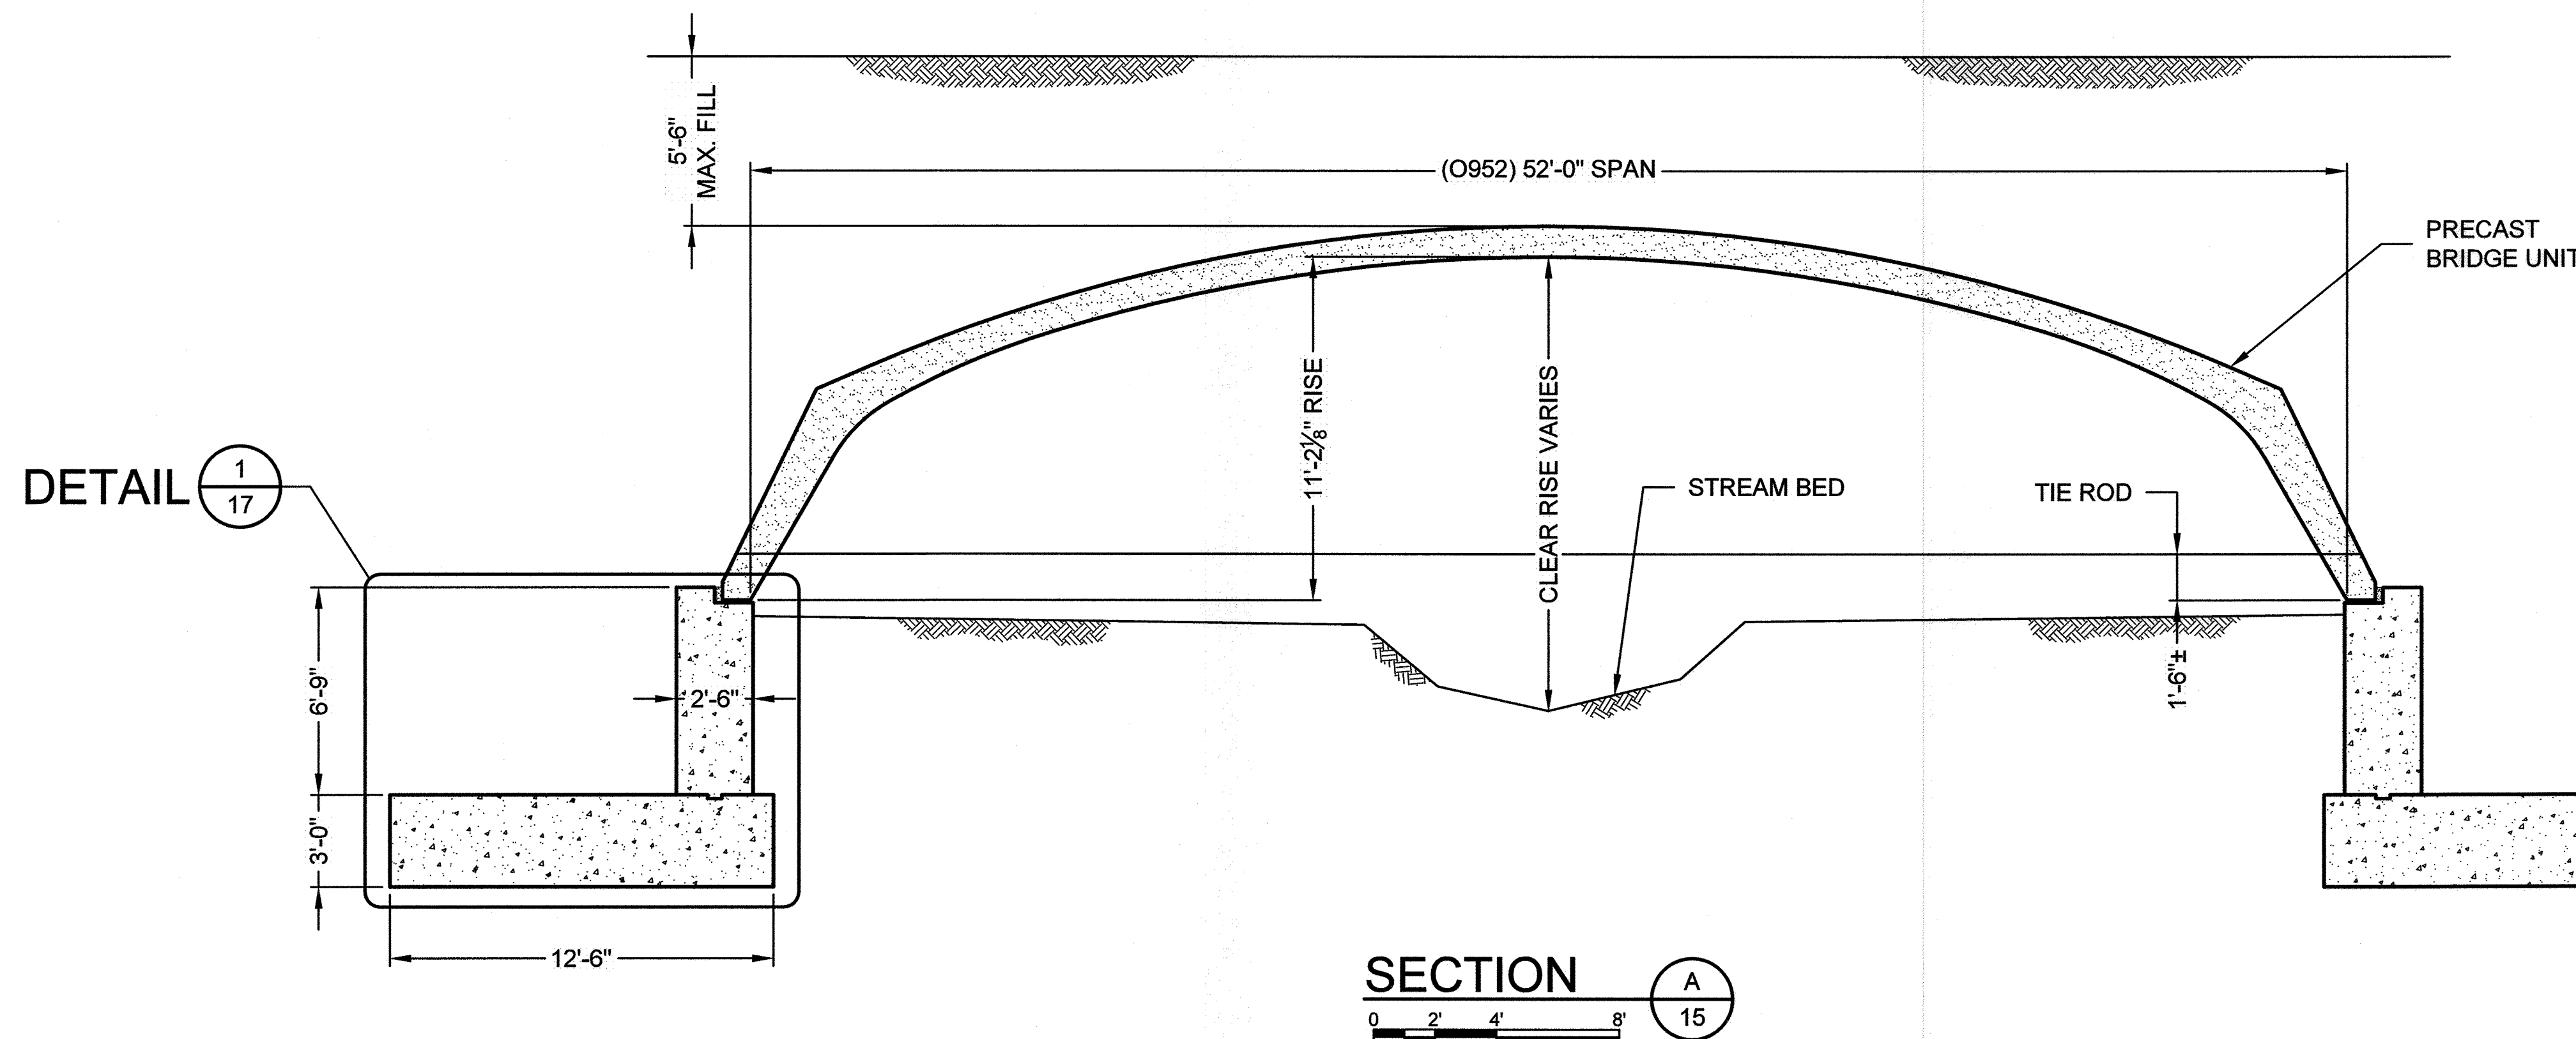 5'-6"
MAX. FILL
(O952) 52'-0" SPAN
PRECAST
BRIDGE UNIT
11'-2⅛" RISE
CLEAR RISE VARIES
DETAIL 1
17
STREAM BED
TIE ROD
6'-9"
2'-6"
1'-6"±
3'-0"
12'-6"
SECTION A
15
0 2' 4' 8'